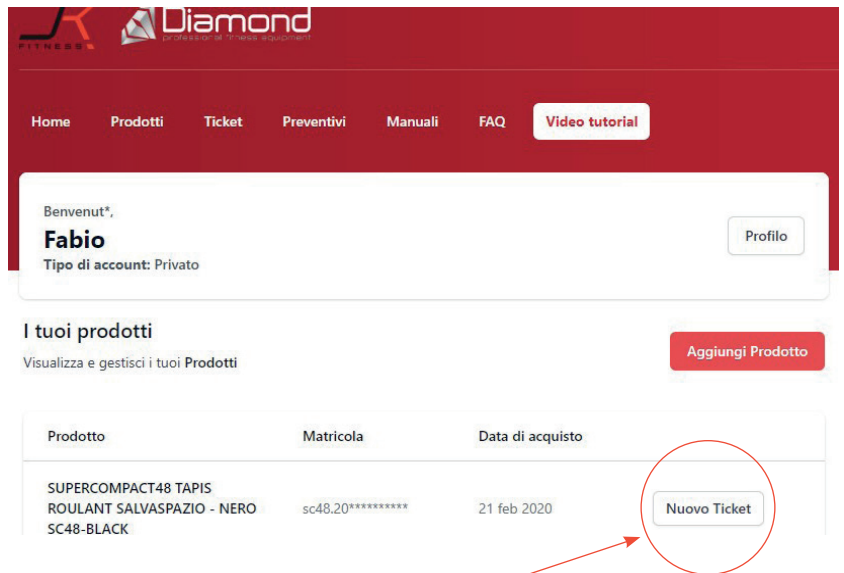 JK
FITNESS
Diamond
professional fitness equipment
Home Prodotti Ticket Preventivi Manuali FAQ Video tutorial
Benvenut*,
Fabio
Tipo di account: Privato
Profilo
I tuoi prodotti
Visualizza e gestisci i tuoi Prodotti
Aggiungi Prodotto
Prodotto Matricola Data di acquisto
SUPERCOMPACT48 TAPIS
ROULANT SALVASPAZIO - NERO
SC48-BLACK
sc48.20**********
21 feb 2020
Nuovo Ticket